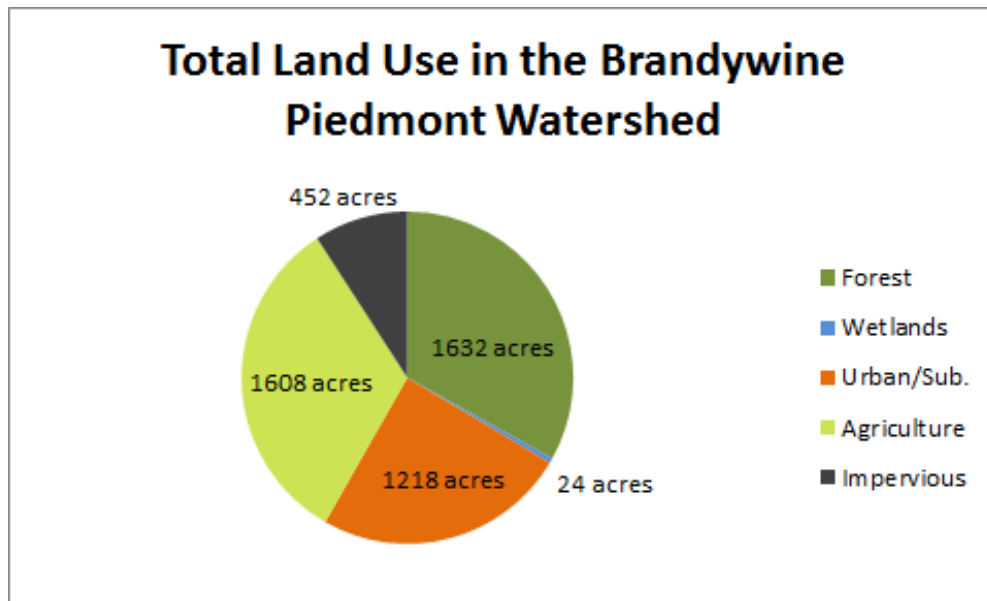 Total Land Use in the Brandywine
Piedmont Watershed
452 acres
1632 acres
1608 acres
1218 acres
24 acres
Forest
Wetlands
Urban/Sub.
Agriculture
Impervious